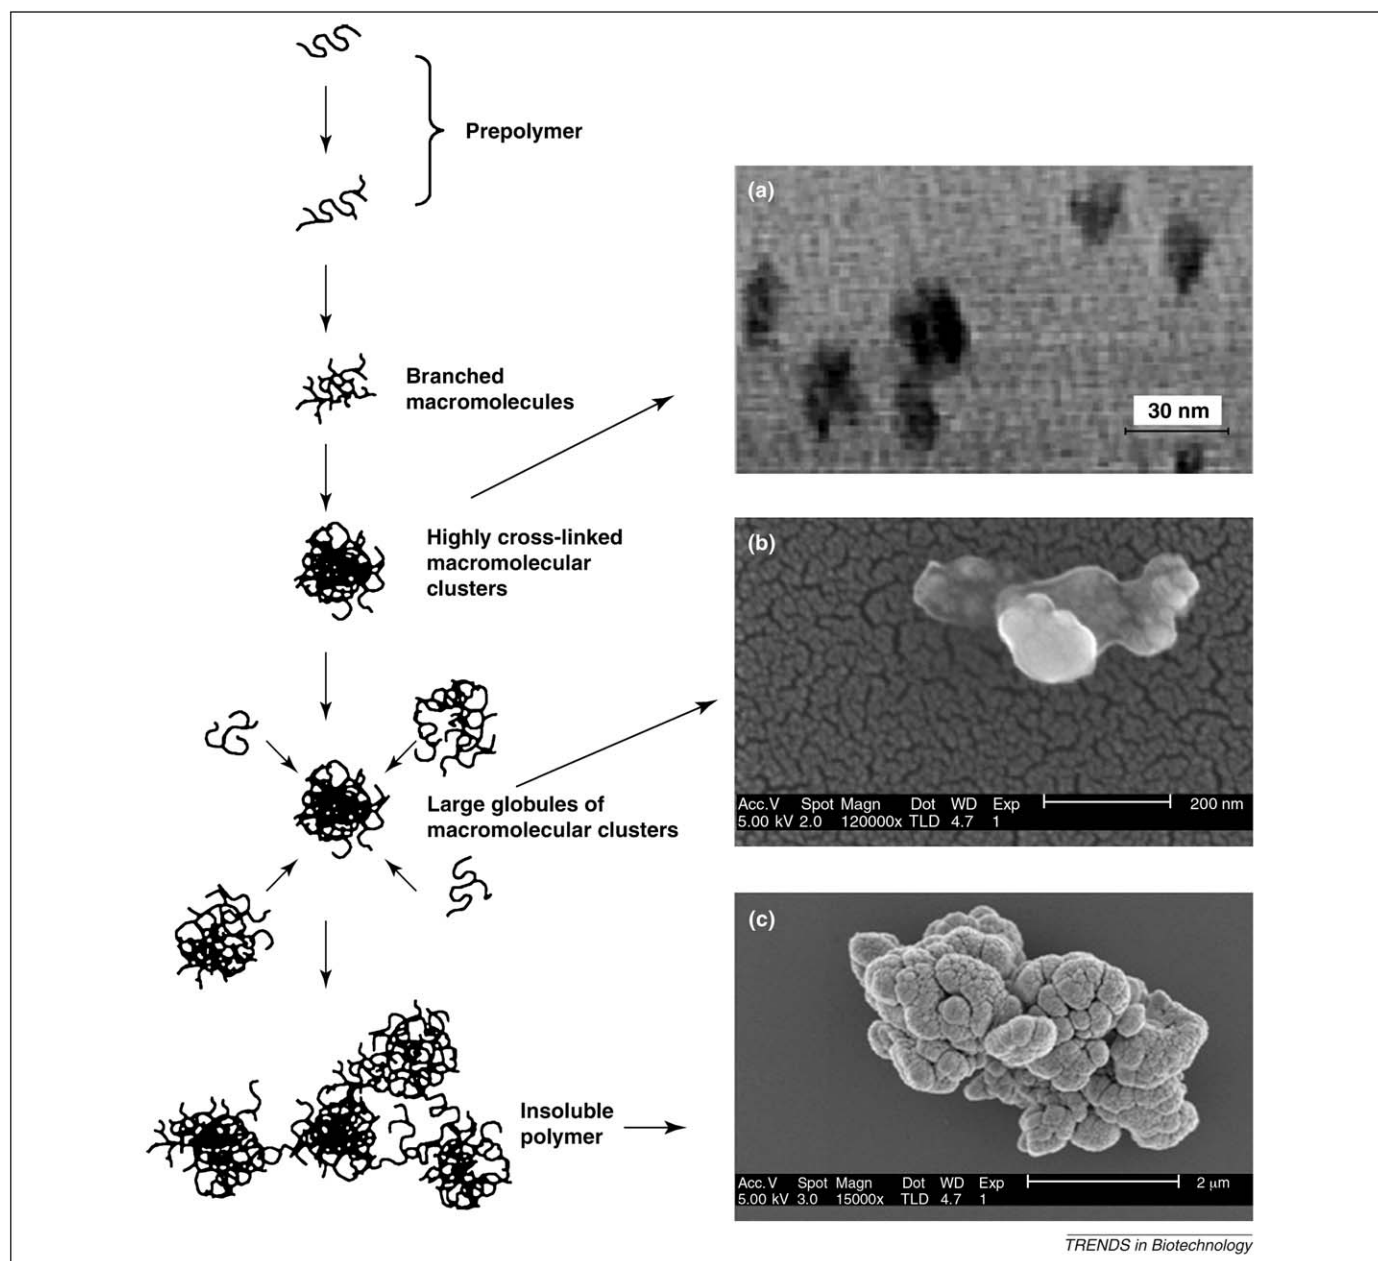 Prepolymer
Branched
macromolecules
Highly cross-linked
macromolecular
clusters
Large globules of
macromolecular clusters
Insoluble
polymer
(a)
30 nm
(b)
Acc.V Spot Magn Dot WD Exp 200 nm
5.00 kV 2.0 120000x TLD 4.7 1
(c)
Acc.V Spot Magn Dot WD Exp 2 μm
5.00 kV 3.0 15000x TLD 4.7 1
TRENDS in Biotechnology